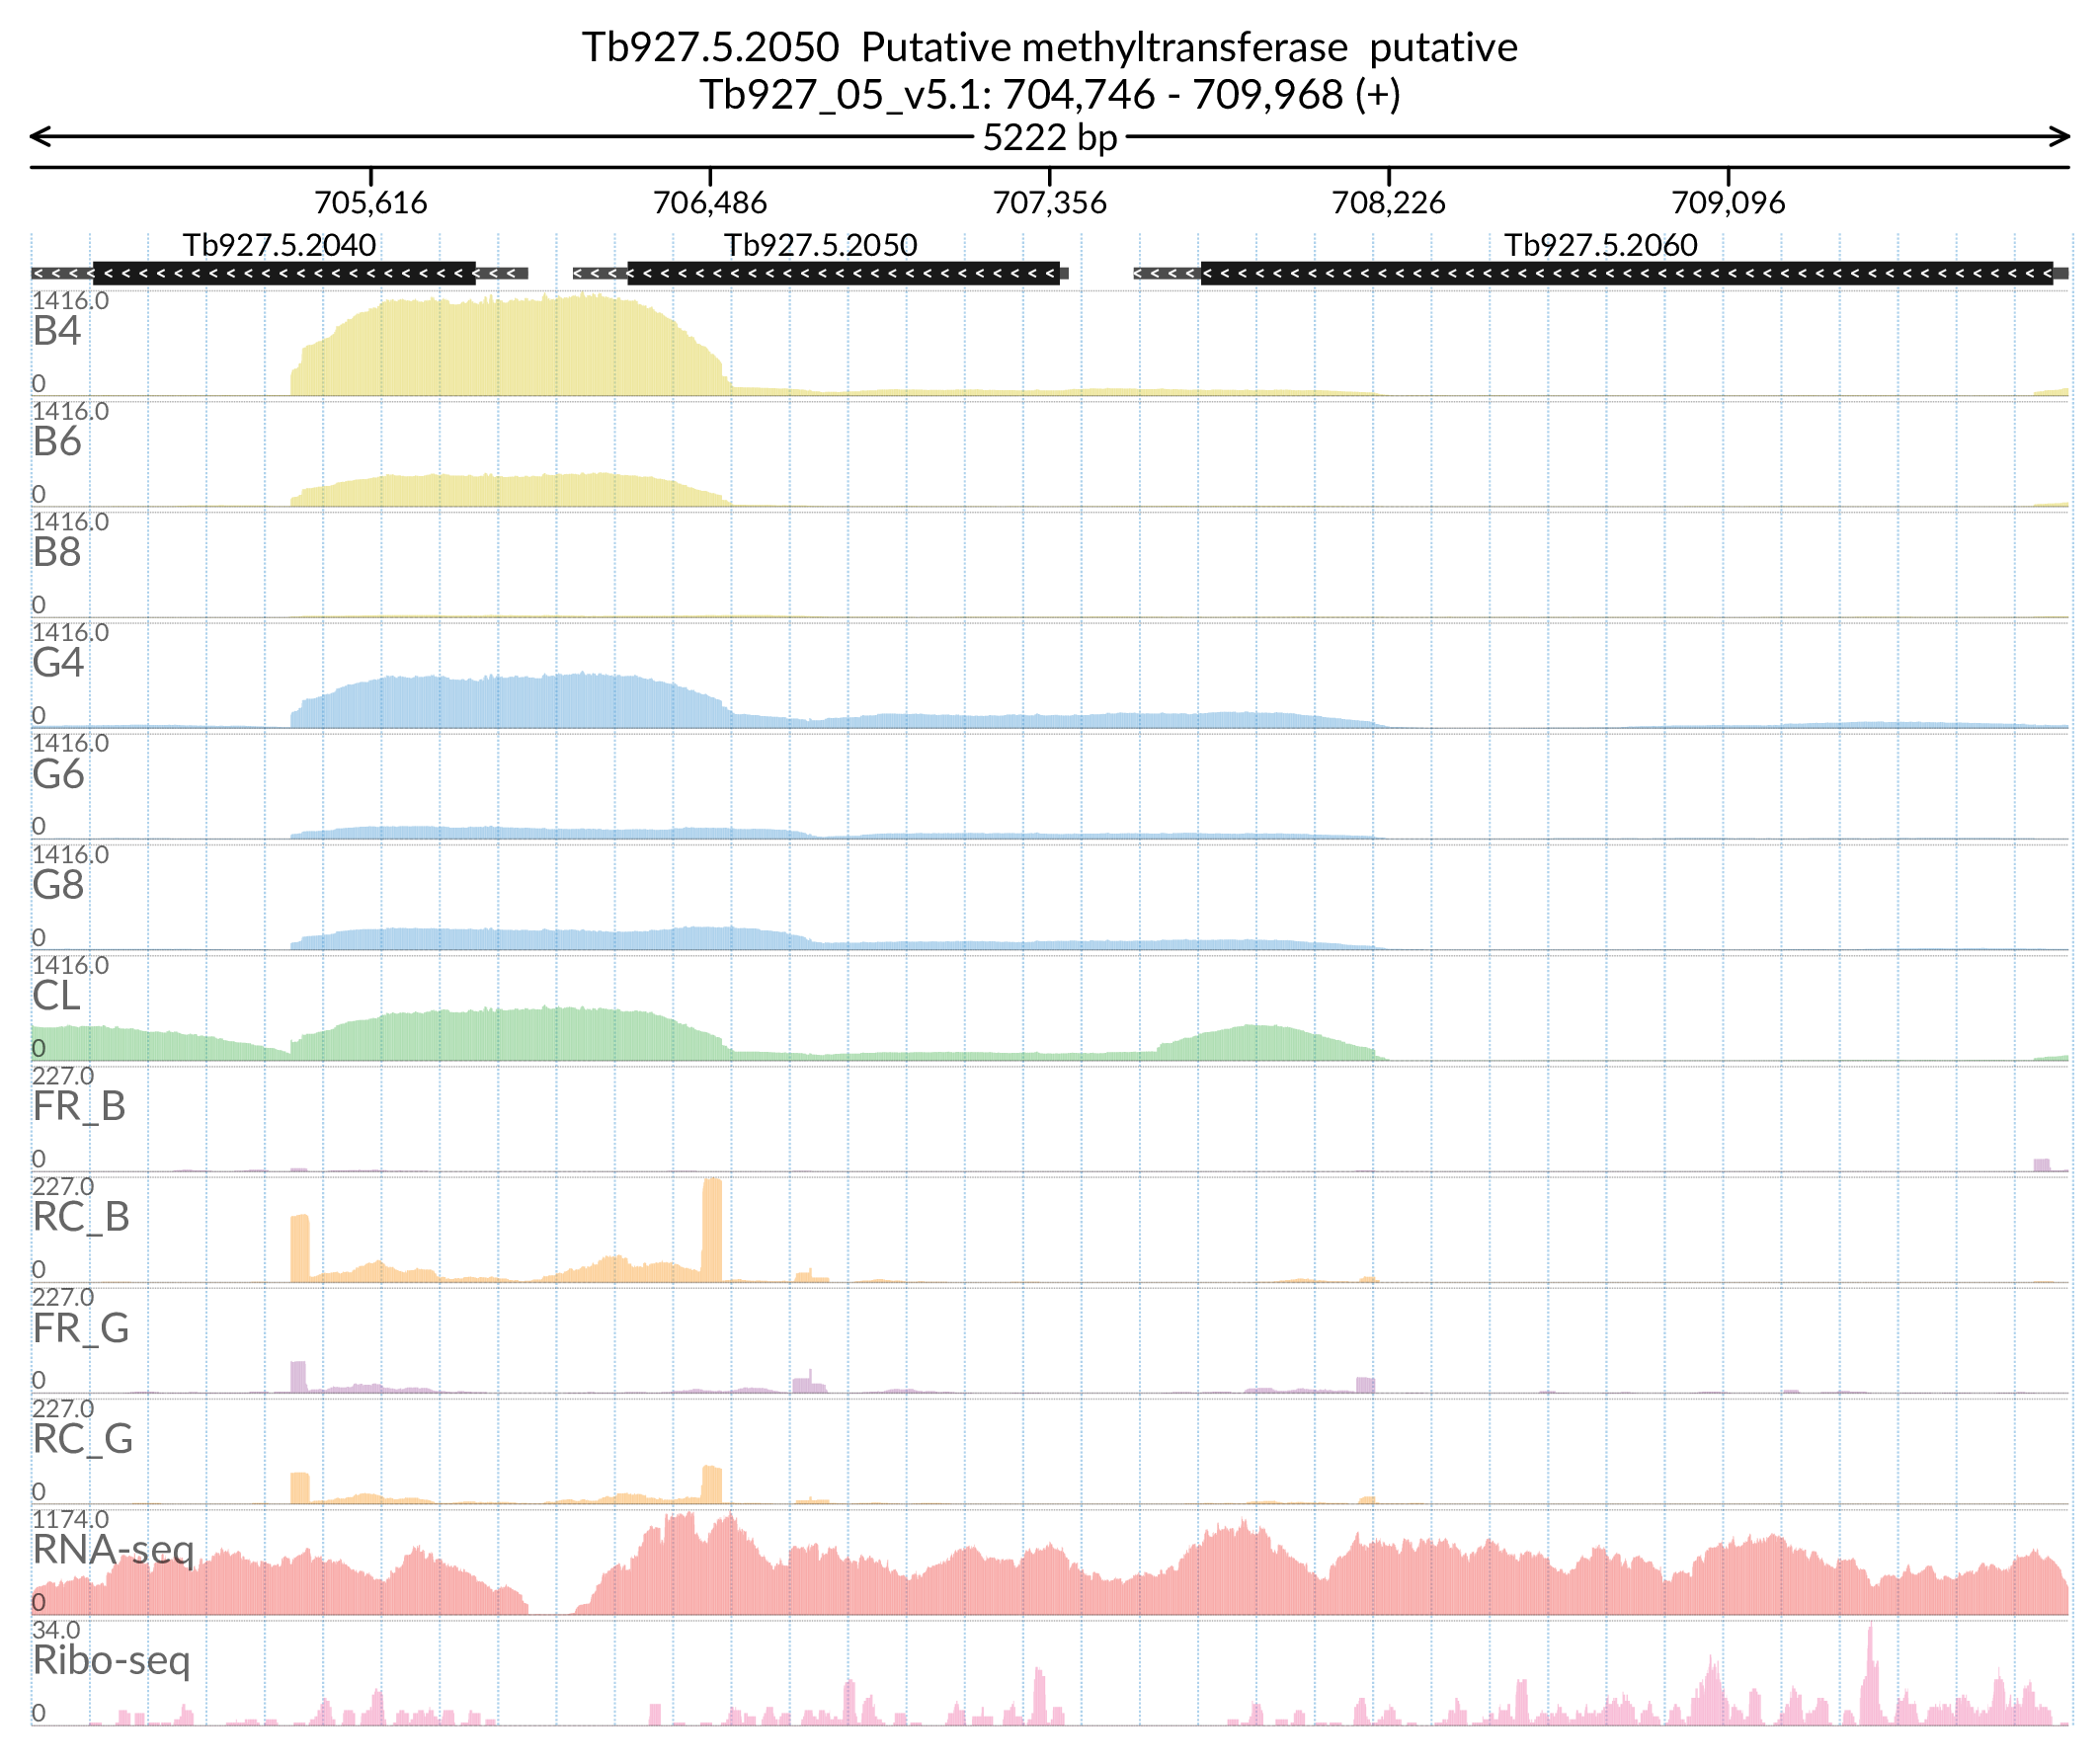 Tb927.5.2050 Putative methyltransferase putative
Tb927_05_v5.1: 704,746 - 709,968 (+)
5222 bp
705,616 706,486 707,356 708,226 709,096
Tb927.5.2040 Tb927.5.2050 Tb927.5.2060
1416.0
B4
0
1416.0
B6
0
1416.0
B8
0
1416.0
G4
0
1416.0
G6
0
1416.0
G8
0
1416.0
CL
0
227.0
FR_B
0
227.0
RC_B
0
227.0
FR_G
0
227.0
RC_G
0
1174.0
RNA-seq
0
34.0
Ribo-seq
0